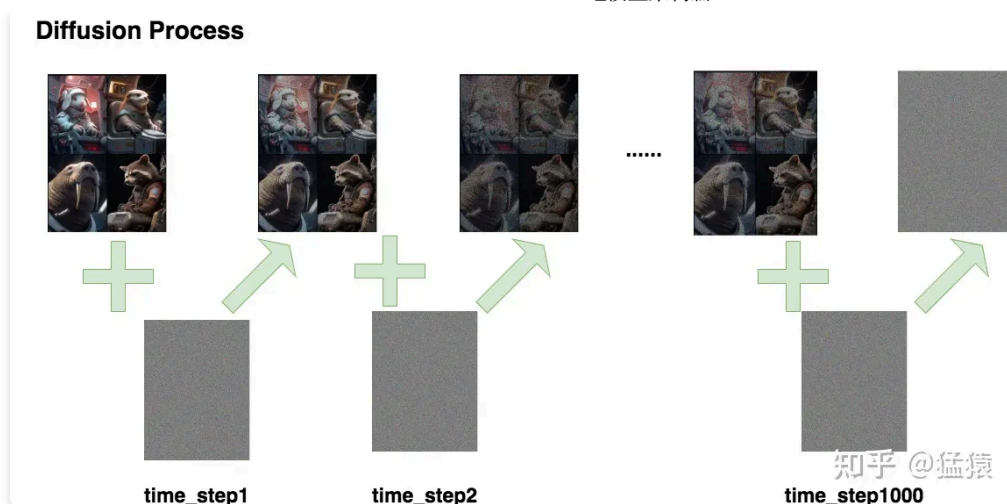 Diffusion Process
......
time_step1
time_step2
time_step1000
知乎 @猛猿